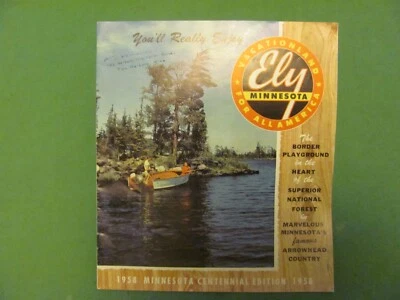 You'll Really Enjoy
VACATIONLAND
Ely
MINNESOTA
FOR ALL AMERICA
The
BORDER
PLAYGROUND
in the
HEART
of the
SUPERIOR
NATIONAL
FOREST
in
MARVELOUS
MINNESOTA'S
famous
ARROWHEAD
COUNTRY
1958 MINNESOTA CENTENNIAL EDITION 1958